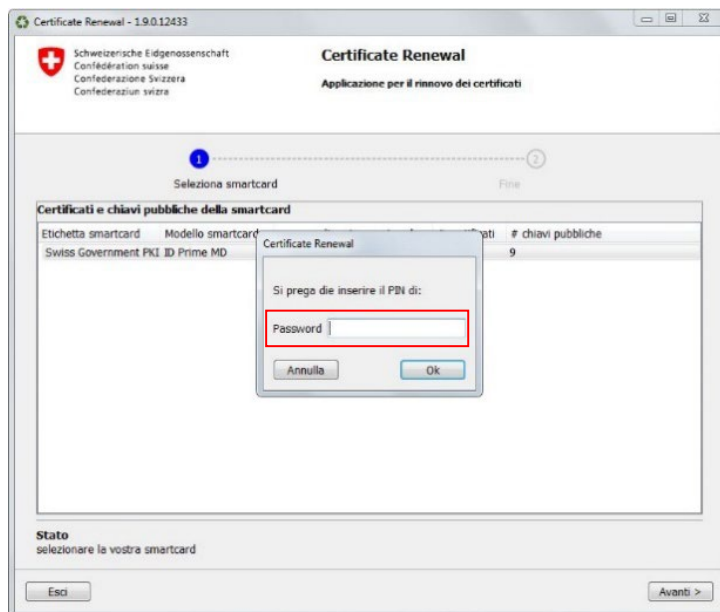 Certificate Renewal - 1.9.0.12433
Schweizerische Eidgenossenschaft
Confédération suisse
Confederazione Svizzera
Confederaziun svizra
Certificate Renewal
Applicazione per il rinnovo dei certificati
1
2
Seleziona smartcard
Fine
Certificati e chiavi pubbliche della smartcard
Etichetta smartcard Modello smartcard # chiavi pubbliche
Swiss Government PKI ID Prime MD 9
Certificate Renewal
Si prega die inserire il PIN di:
Password
Annulla
Ok
Stato
selezionare la vostra smartcard
Esci
Avanti >